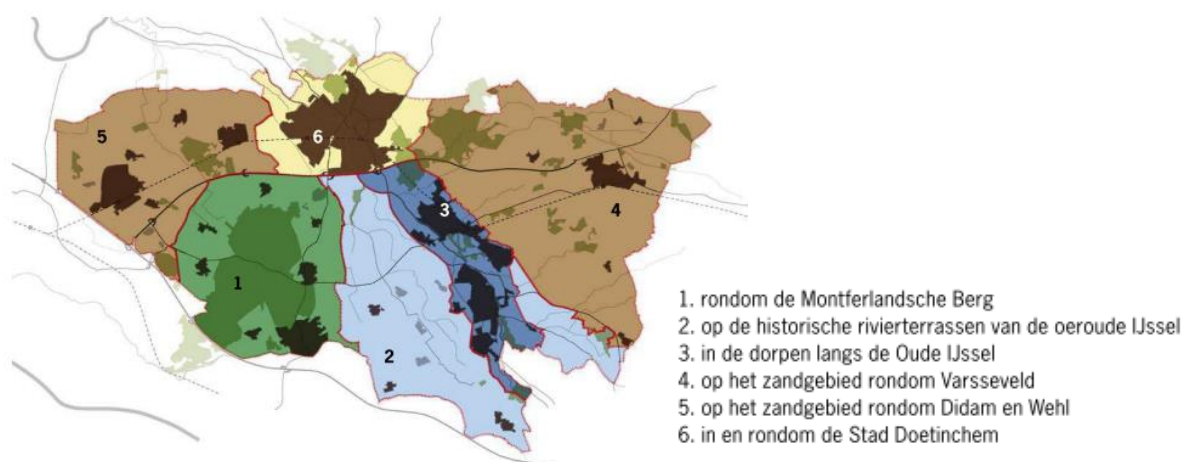 5
6
3
4
1
2
1. rondom de Montferlandsche Berg
2. op de historische rivierterrassen van de oeroude IJssel
3. in de dorpen langs de Oude IJssel
4. op het zandgebied rondom Varsseveld
5. op het zandgebied rondom Didam en Wehl
6. in en rondom de Stad Doetinchem